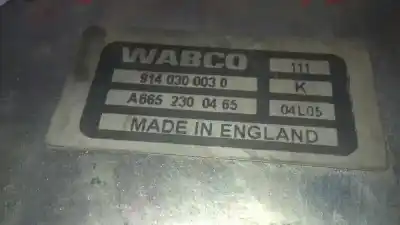 WABCO 111
914 030 003 0 K
A665 230 04 65 04L05
MADE IN ENGLAND